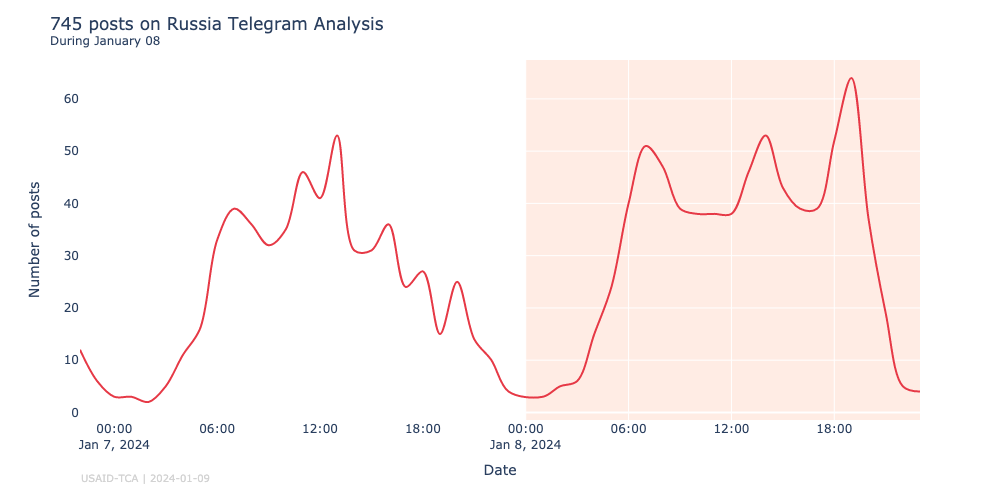 745 posts on Russia Telegram Analysis
During January 08
Number of posts
60
50
40
30
20
10
0
00:00 06:00 12:00 18:00 00:00 06:00 12:00 18:00
Jan 7, 2024 Jan 8, 2024
Date
USAID-TCA | 2024-01-09